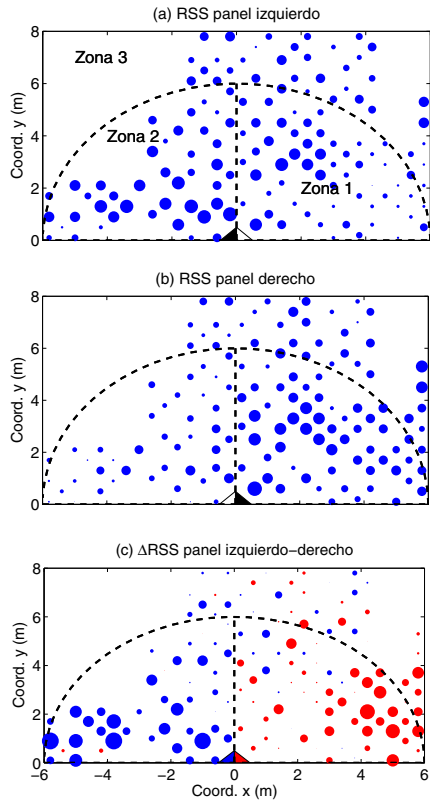 (a) RSS panel izquierdo
8
6
4
2
0
Coord. y (m)
Zona 3
Zona 2
Zona 1
(b) RSS panel derecho
8
6
4
2
0
Coord. y (m)
(c) ΔRSS panel izquierdo−derecho
8
6
4
2
0
Coord. y (m)
−6 −4 −2 0 2 4 6
Coord. x (m)